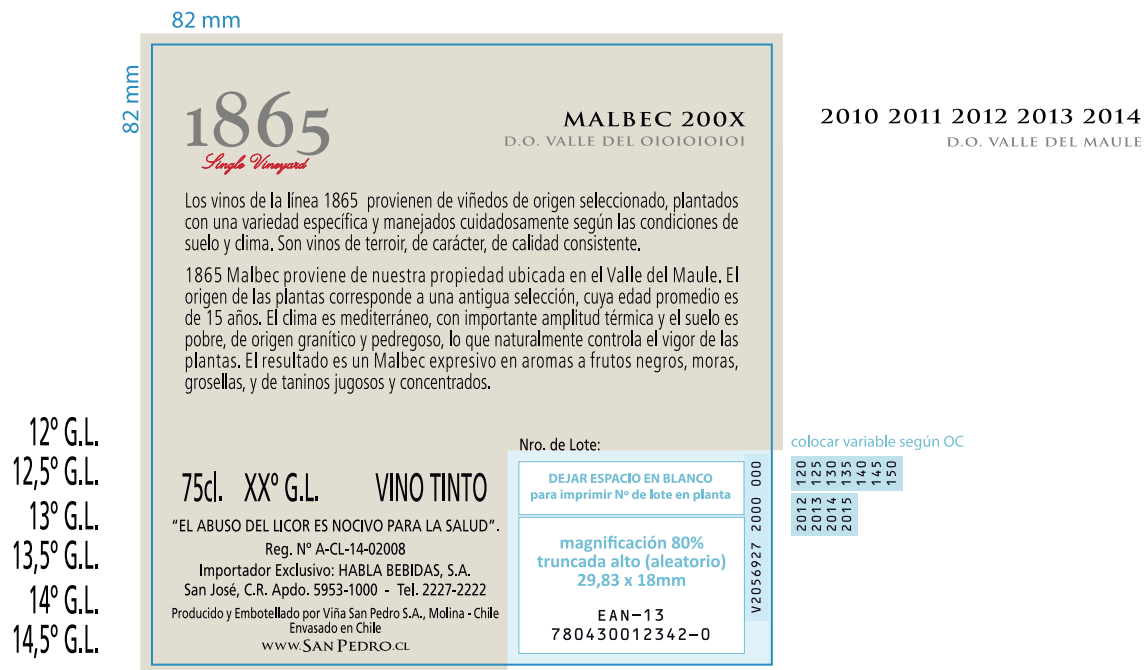 82 mm
82 mm
1865
Single Vineyard
MALBEC 200X
D.O. VALLE DEL OIOIOIOIOI
2010 2011 2012 2013 2014
D.O. VALLE DEL MAULE
Los vinos de la línea 1865 provienen de viñedos de origen seleccionado, plantados
con una variedad específica y manejados cuidadosamente según las condiciones de
suelo y clima. Son vinos de terroir, de carácter, de calidad consistente.
1865 Malbec proviene de nuestra propiedad ubicada en el Valle del Maule. El
origen de las plantas corresponde a una antigua selección, cuya edad promedio es
de 15 años. El clima es mediterráneo, con importante amplitud térmica y el suelo es
pobre, de origen granítico y pedregoso, lo que naturalmente controla el vigor de las
plantas. El resultado es un Malbec expresivo en aromas a frutos negros, moras,
grosellas, y de taninos jugosos y concentrados.
12º G.L.
12,5º G.L.
13º G.L.
13,5º G.L.
14º G.L.
14,5º G.L.
75cl. XXº G.L. VINO TINTO
"EL ABUSO DEL LICOR ES NOCIVO PARA LA SALUD".
Reg. Nº A-CL-14-02008
Importador Exclusivo: HABLA BEBIDAS, S.A.
San José, C.R. Apdo. 5953-1000 - Tel. 2227-2222
Producido y Embotellado por Viña San Pedro S.A., Molina - Chile
Envasado en Chile
WWW.SAN PEDRO.CL
Nro. de Lote:
DEJAR ESPACIO EN BLANCO
para imprimir Nº de lote en planta
magnificación 80%
truncada alto (aleatorio)
29,83 x 18mm
EAN-13
780430012342-0
V2056927 2000 000
colocar variable según OC
120
125
130
135
140
145
150
2012
2013
2014
2015